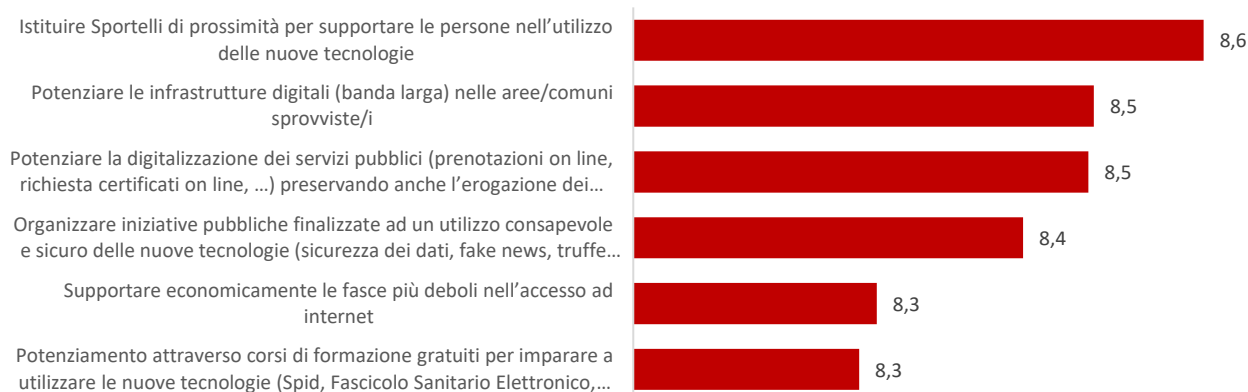 Istituire Sportelli di prossimità per supportare le persone nell’utilizzo
delle nuove tecnologie
8,6
Potenziare le infrastrutture digitali (banda larga) nelle aree/comuni
sprovviste/i
8,5
Potenziare la digitalizzazione dei servizi pubblici (prenotazioni on line,
richiesta certificati on line, …) preservando anche l’erogazione dei…
8,5
Organizzare iniziative pubbliche finalizzate ad un utilizzo consapevole
e sicuro delle nuove tecnologie (sicurezza dei dati, fake news, truffe…
8,4
Supportare economicamente le fasce più deboli nell’accesso ad
internet
8,3
Potenziamento attraverso corsi di formazione gratuiti per imparare a
utilizzare le nuove tecnologie (Spid, Fascicolo Sanitario Elettronico,…
8,3